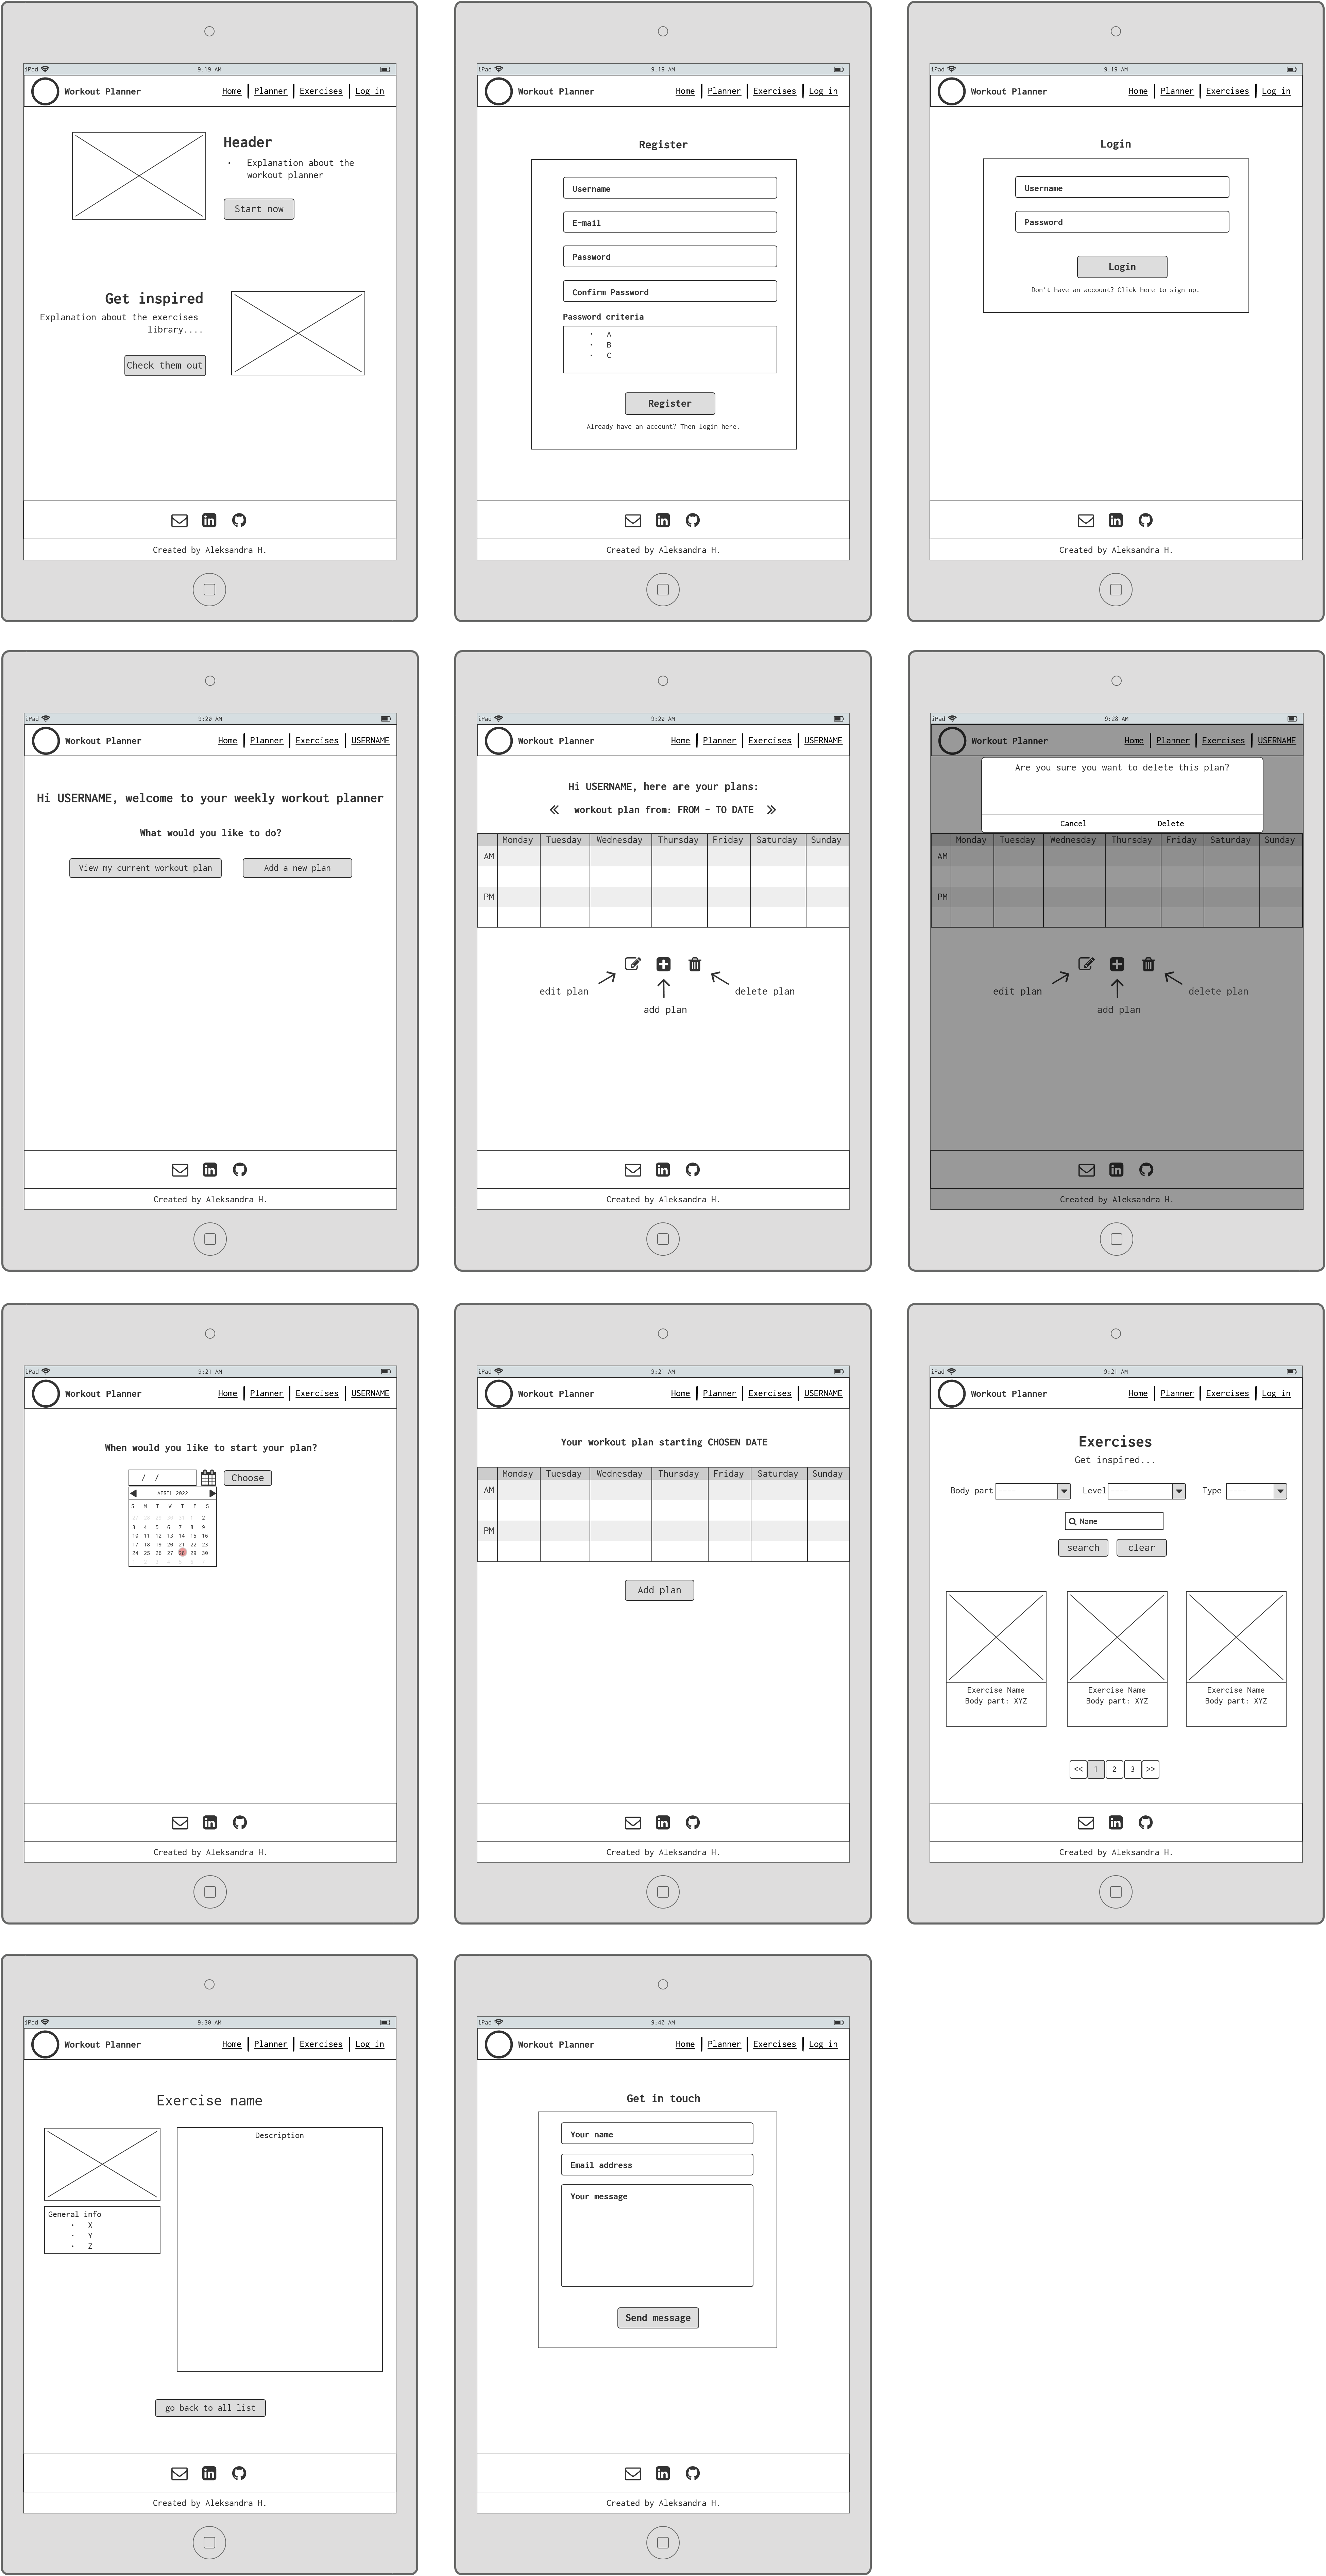 iPad 9:19 AM
Workout Planner Home Planner Exercises Log in
Header
• Explanation about the
workout planner
Start now
Get inspired
Explanation about the exercises
library....
Check them out
Created by Aleksandra H.
iPad 9:19 AM
Workout Planner Home Planner Exercises Log in
Register
Username
E-mail
Password
Confirm Password
Password criteria
• A
• B
• C
Register
Already have an account? Then login here.
Created by Aleksandra H.
iPad 9:19 AM
Workout Planner Home Planner Exercises Log in
Login
Username
Password
Login
Don't have an account? Click here to sign up.
Created by Aleksandra H.
iPad 9:20 AM
Workout Planner Home Planner Exercises USERNAME
Hi USERNAME, welcome to your weekly workout planner
What would you like to do?
View my current workout plan Add a new plan
Created by Aleksandra H.
iPad 9:20 AM
Workout Planner Home Planner Exercises USERNAME
Hi USERNAME, here are your plans:
workout plan from: FROM - TO DATE
Monday Tuesday Wednesday Thursday Friday Saturday Sunday
AM
PM
edit plan delete plan
add plan
Created by Aleksandra H.
iPad 9:28 AM
Workout Planner Home Planner Exercises USERNAME
Are you sure you want to delete this plan?
Cancel Delete
Monday Tuesday Wednesday Thursday Friday Saturday Sunday
AM
PM
edit plan delete plan
add plan
Created by Aleksandra H.
iPad 9:21 AM
Workout Planner Home Planner Exercises USERNAME
When would you like to start your plan?
/ / Choose
APRIL 2022
S M T W T F S
1 2
3 4 5 6 7 8 9
10 11 12 13 14 15 16
17 18 19 20 21 22 23
24 25 26 27 28 29 30
Created by Aleksandra H.
iPad 9:21 AM
Workout Planner Home Planner Exercises USERNAME
Your workout plan starting CHOSEN DATE
Monday Tuesday Wednesday Thursday Friday Saturday Sunday
AM
PM
Add plan
Created by Aleksandra H.
iPad 9:21 AM
Workout Planner Home Planner Exercises Log in
Exercises
Get inspired...
Body part ---- Level ---- Type ----
Name
search clear
Exercise Name Exercise Name Exercise Name
Body part: XYZ Body part: XYZ Body part: XYZ
<< 1 2 3 >>
Created by Aleksandra H.
iPad 9:30 AM
Workout Planner Home Planner Exercises Log in
Exercise name
Description
General info
• X
• Y
• Z
go back to all list
Created by Aleksandra H.
iPad 9:40 AM
Workout Planner Home Planner Exercises Log in
Get in touch
Your name
Email address
Your message
Send message
Created by Aleksandra H.